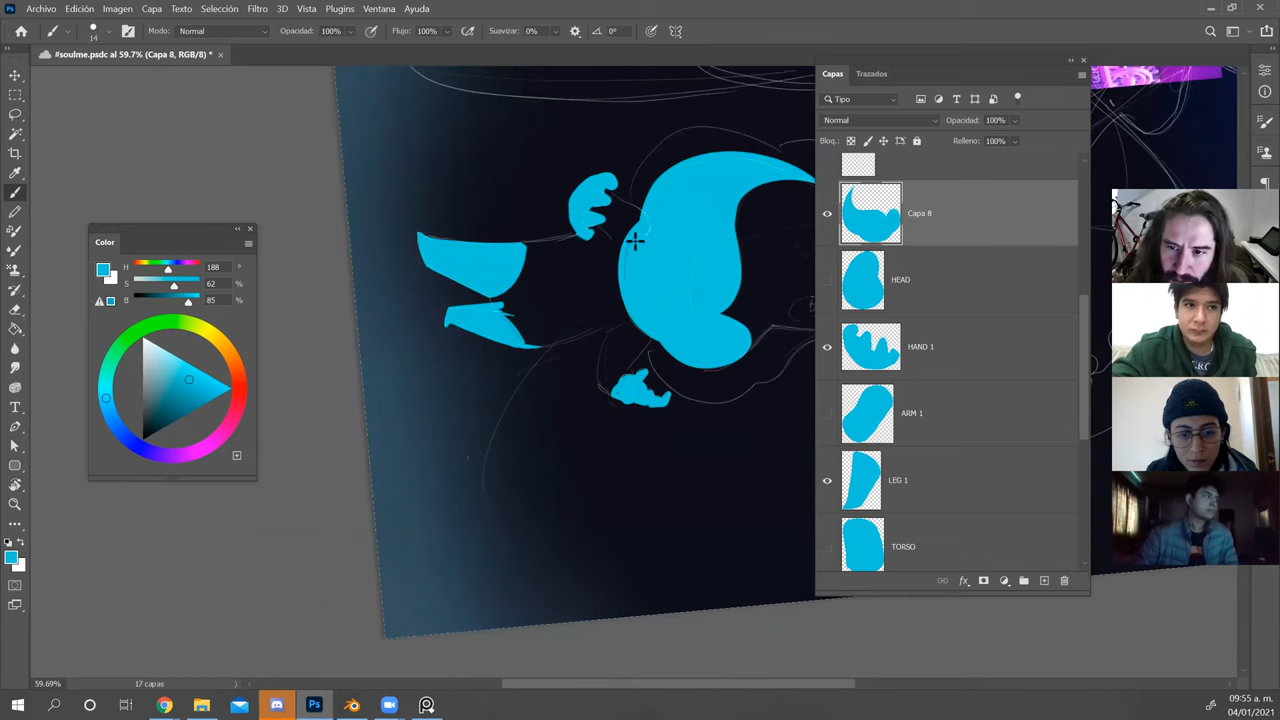 Ps Archivo Edición Imagen Capa Texto Selección Filtro 3D Vista Plugins Ventana Ayuda
14 Modo: Normal Opacidad: 100% Flujo: 100% Suavizar: 0% 0°
#soulme.psdc al 59.7% (Capa 8, RGB/8) *
Capas Trazados
Tipo
Normal Opacidad: 100%
Bloq.: Relleno: 100%
Capa 8
HEAD
HAND 1
ARM 1
LEG 1
TORSO
Color
H 188 °
S 62 %
B 85 %
59.69% 17 capas
Ps
09:55 a. m.
04/01/2021